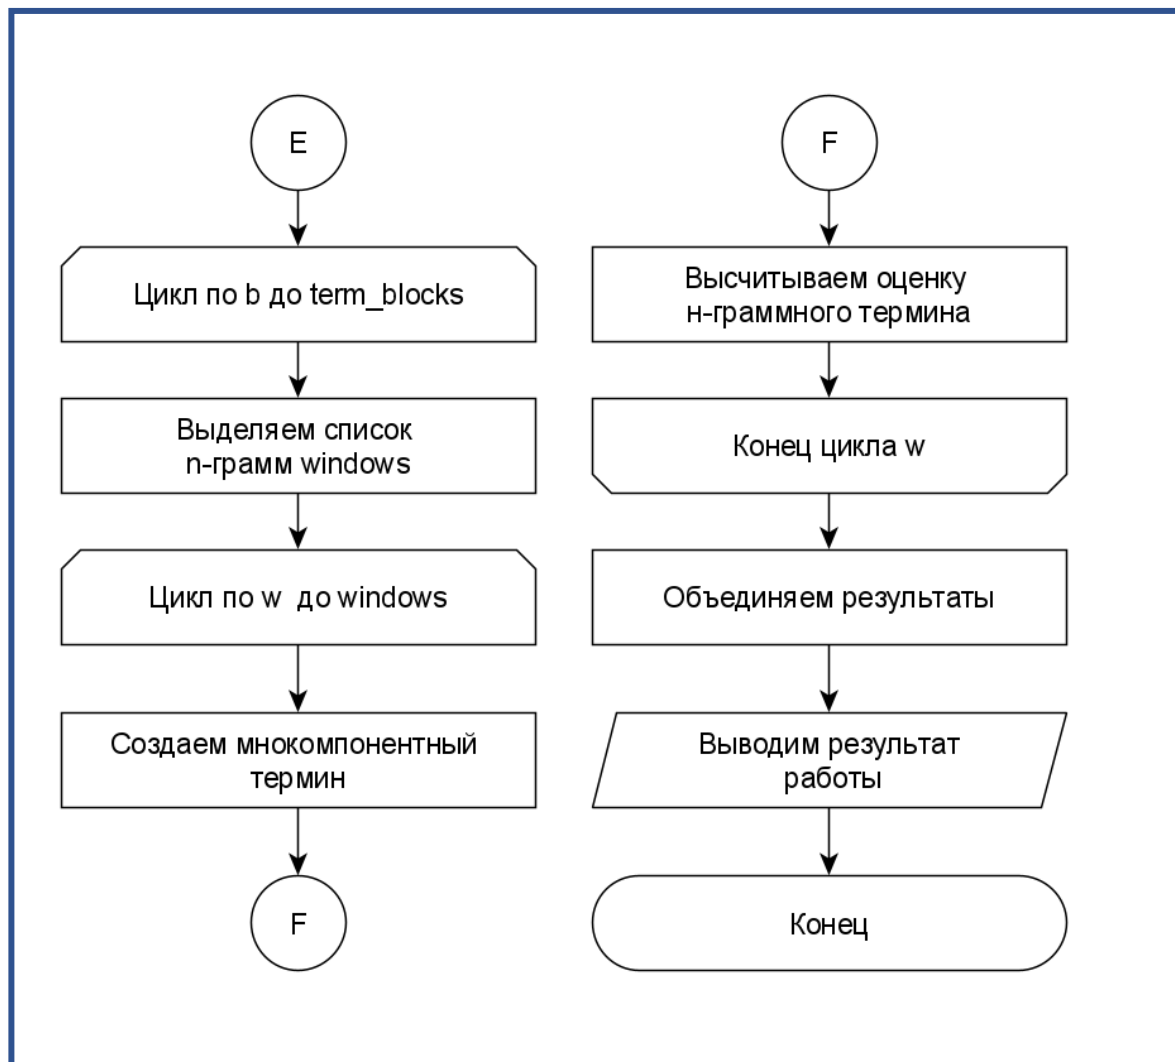 E
Цикл по b до term_blocks
Выделяем список
n-грамм windows
Цикл по w до windows
Создаем мнокомпонентный
термин
F
F
Высчитываем оценку
н-граммного термина
Конец цикла w
Объединяем результаты
Выводим результат
работы
Конец